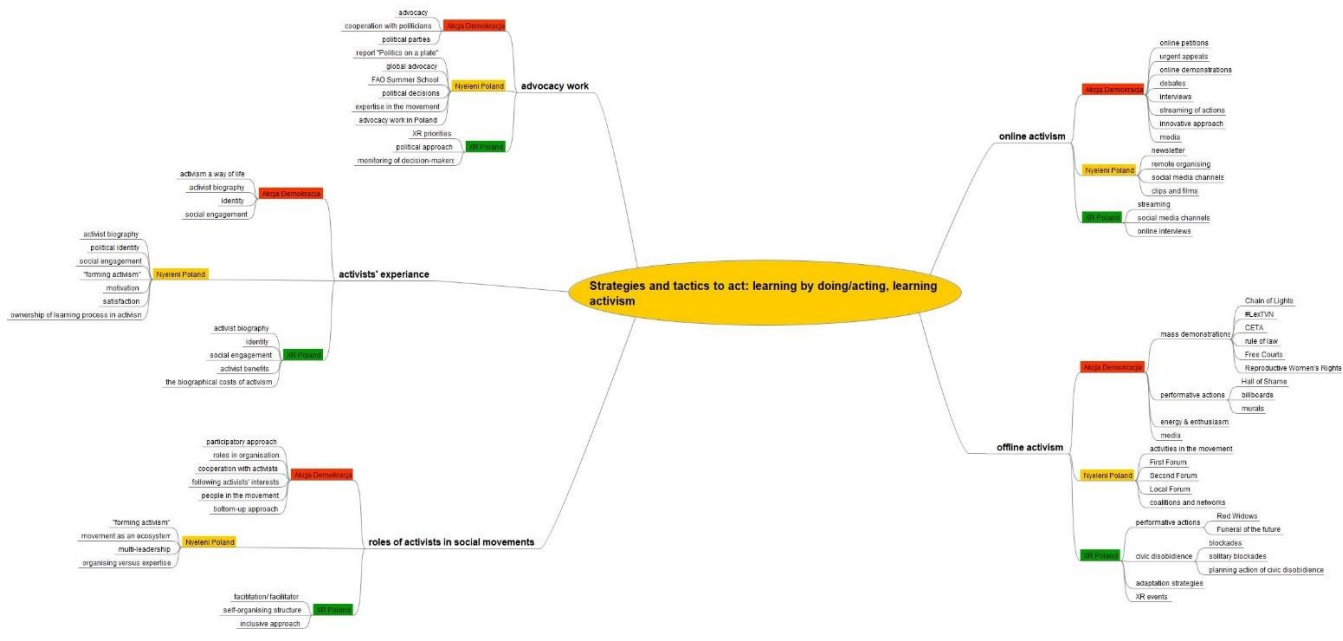 Strategies and tactics to act: learning by doing/acting, learning
activism
advocacy work
Akcja Demokracja
advocacy
cooperation with politicians
political parties
Nyeleni Poland
report "Politics on a plate"
global advocacy
FAO Summer School
political decisions
expertise in the movement
advocacy work in Poland
XR Poland
XR priorities
political approach
monitoring of decision-makers
activists' experiance
Akcja Demokracja
activism a way of life
activist biography
identity
social engagement
Nyeleni Poland
activist biography
political identity
social engagement
"forming activism"
motivation
satisfaction
ownership of learning process in activism
XR Poland
activist biography
identity
social engagement
activist benefits
the biographical costs of activism
roles of activists in social movements
Akcja Demokracja
participatory approach
roles in organisation
cooperation with activists
following activists' interests
people in the movement
bottom-up approach
Nyeleni Poland
"forming activism"
movement as an ecosystem
multi-leadership
organising versus expertise
XR Poland
facilitation/ facilitator
self-organising structure
inclusive approach
online activism
Akcja Demokracja
online petitions
urgent appeals
online demonstrations
debates
interviews
streaming of actions
innovative approach
media
Nyeleni Poland
newsletter
remote organising
social media channels
clips and films
XR Poland
streaming
social media channels
online interviews
offline activism
Akcja Demokracja
mass demonstrations
Chain of Lights
#LexTVN
CETA
rule of law
Free Courts
Reproductive Women's Rights
performative actions
Hall of Shame
billboards
murals
energy & enthusiasm
media
Nyeleni Poland
activities in the movement
First Forum
Second Forum
Local Forum
coalitions and networks
XR Poland
performative actions
Red Widows
Funeral of the future
civic disobidience
blockades
solitary blockades
planning action of civic disobidience
adaptation strategies
XR events